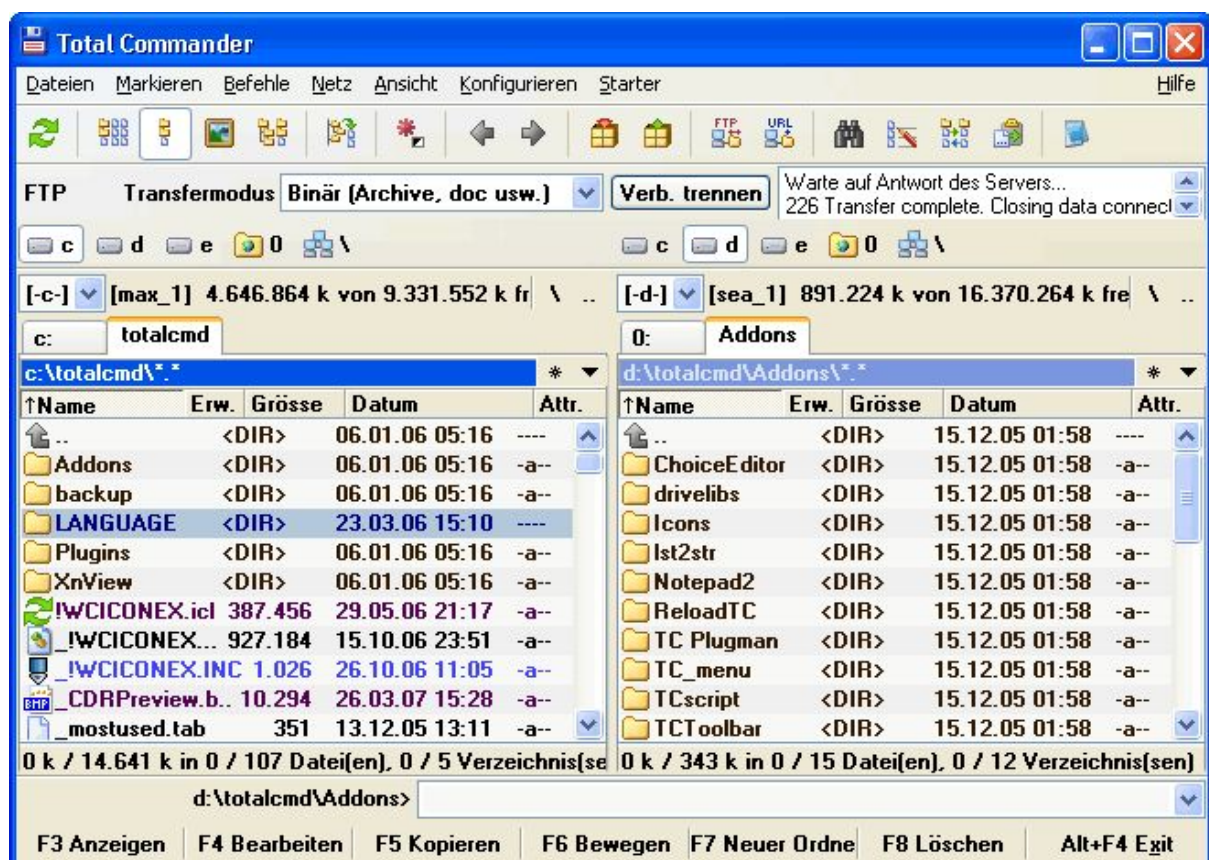 Total Commander
Dateien Markieren Befehle Netz Ansicht Konfigurieren Starter Hilfe
FTP URL
FTP Transfermodus Binär (Archive, doc usw.) Verb. trennen Warte auf Antwort des Servers...
226 Transfer complete. Closing data connect
c d e 0 \ c d e 0 \
[-c-] [max_1] 4.646.864 k von 9.331.552 k fr \ .. [-d-] [sea_1] 891.224 k von 16.370.264 k fre \ ..
c: totalcmd 0: Addons
c:\totalcmd\*.* * ▼ d:\totalcmd\Addons\*.* * ▼
↑Name Erw. Grösse Datum Attr. ↑Name Erw. Grösse Datum Attr.
.. <DIR> 06.01.06 05:16 ---- .. <DIR> 15.12.05 01:58 ----
Addons <DIR> 06.01.06 05:16 -a-- ChoiceEditor <DIR> 15.12.05 01:58 -a--
backup <DIR> 06.01.06 05:16 -a-- drivelibs <DIR> 15.12.05 01:58 -a--
LANGUAGE <DIR> 23.03.06 15:10 ---- Icons <DIR> 15.12.05 01:58 -a--
Plugins <DIR> 06.01.06 05:16 -a-- lst2str <DIR> 15.12.05 01:58 -a--
XnView <DIR> 06.01.06 05:16 -a-- Notepad2 <DIR> 15.12.05 01:58 -a--
!WCICONEX.icl 387.456 29.05.06 21:17 -a-- ReloadTC <DIR> 15.12.05 01:58 -a--
_!WCICONEX... 927.184 15.10.06 23:51 -a-- TC Plugman <DIR> 15.12.05 01:58 -a--
_!WCICONEX.INC 1.026 26.10.06 11:05 -a-- TC_menu <DIR> 15.12.05 01:58 -a--
BMP _CDRPreview.b.. 10.294 26.03.07 15:28 -a-- TCscript <DIR> 15.12.05 01:58 -a--
_mostused.tab 351 13.12.05 13:11 -a-- TCToolbar <DIR> 15.12.05 01:58 -a--
0 k / 14.641 k in 0 / 107 Datei(en), 0 / 5 Verzeichnis(se 0 k / 343 k in 0 / 15 Datei(en), 0 / 12 Verzeichnis(sen)
d:\totalcmd\Addons>
F3 Anzeigen F4 Bearbeiten F5 Kopieren F6 Bewegen F7 Neuer Ordne F8 Löschen Alt+F4 Exit